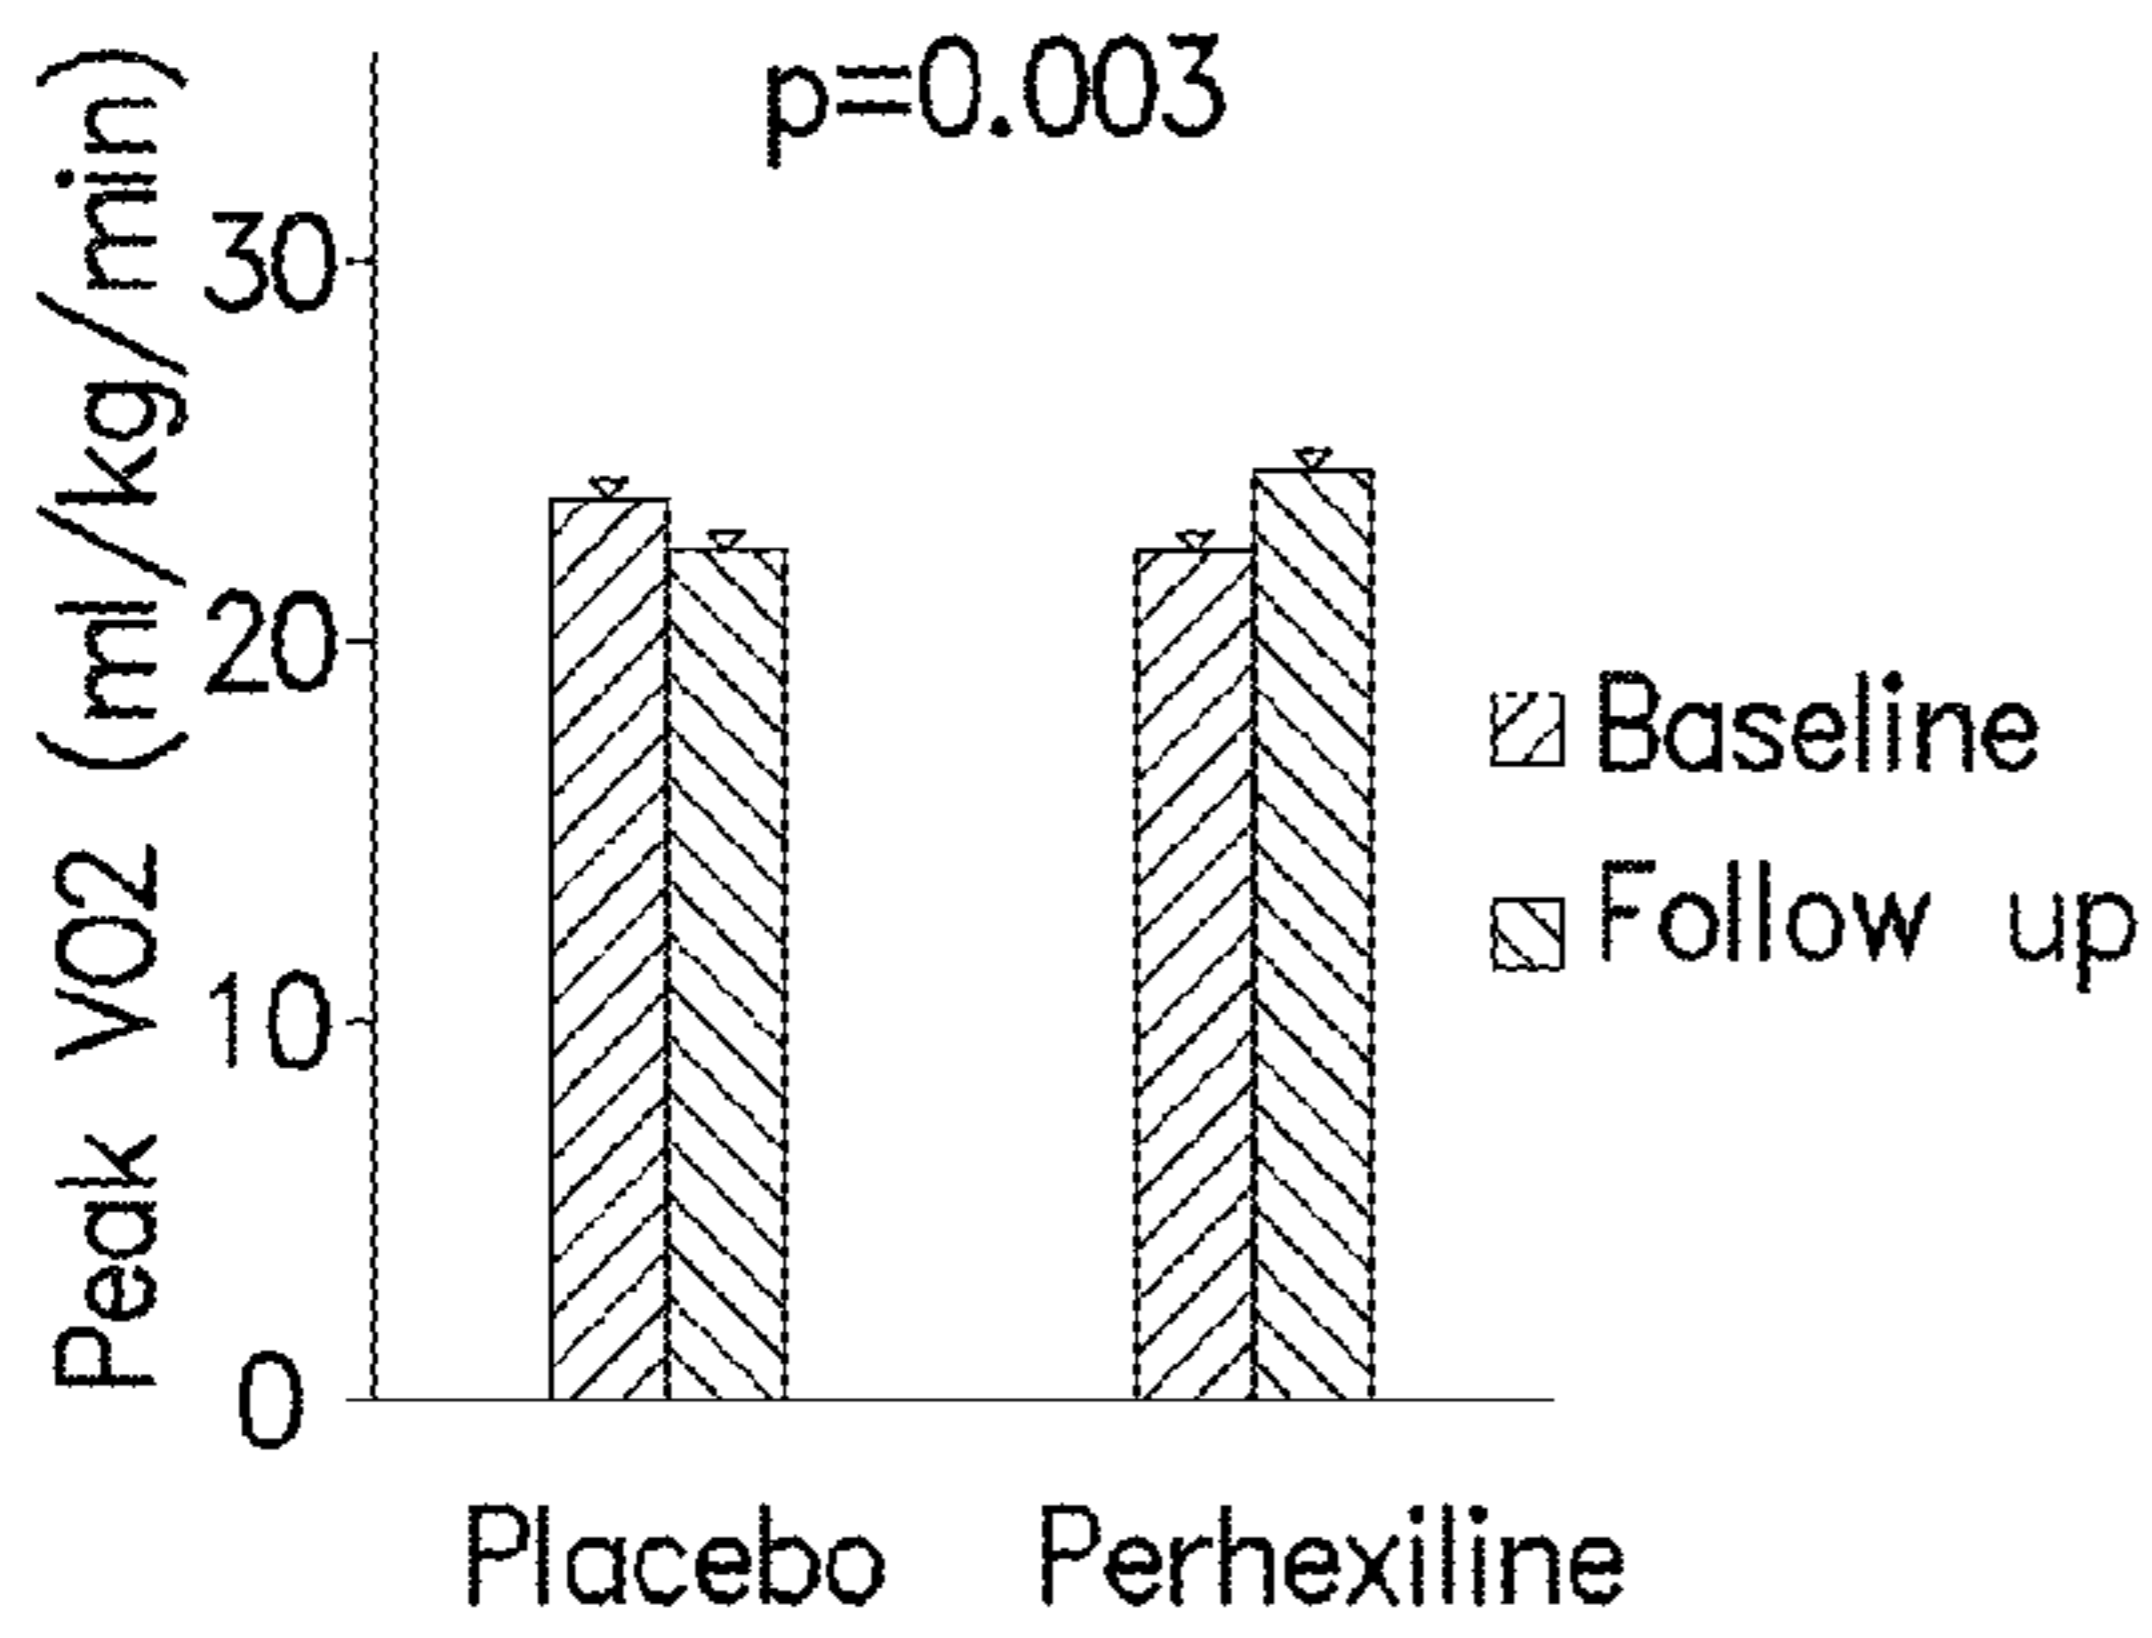 p=0.003
Peak VO2 (ml/kg/min)
30
20
10
0
Placebo
Perhexiline
Baseline
Follow up